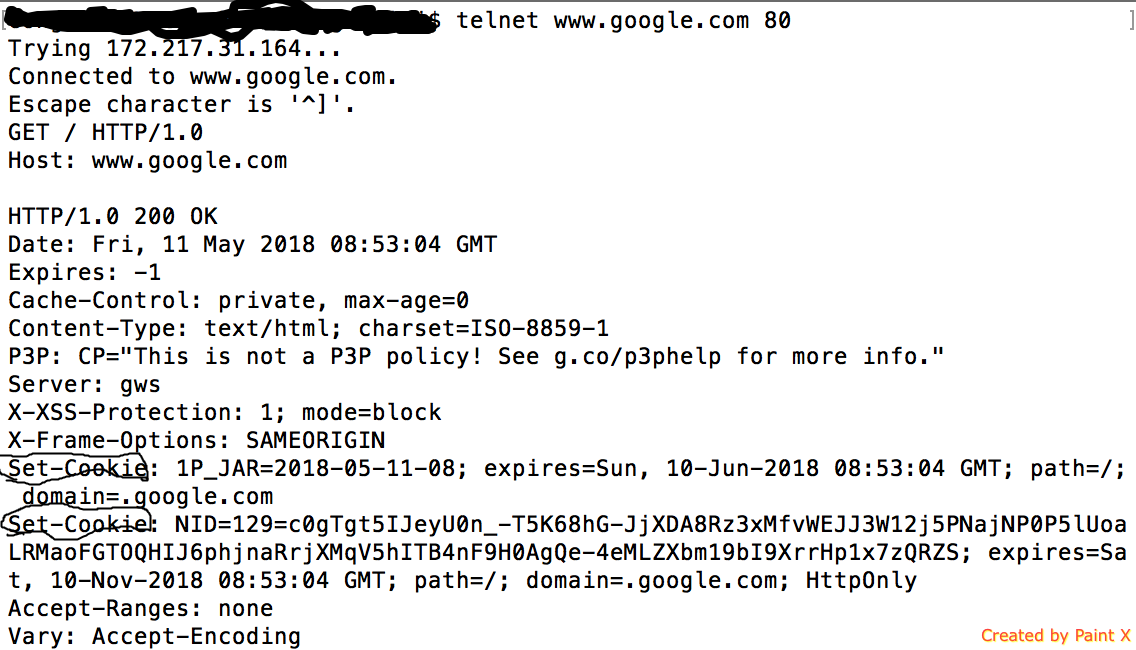 $ telnet www.google.com 80
Trying 172.217.31.164...
Connected to www.google.com.
Escape character is '^]'.
GET / HTTP/1.0
Host: www.google.com
HTTP/1.0 200 OK
Date: Fri, 11 May 2018 08:53:04 GMT
Expires: -1
Cache-Control: private, max-age=0
Content-Type: text/html; charset=ISO-8859-1
P3P: CP="This is not a P3P policy! See g.co/p3phelp for more info."
Server: gws
X-XSS-Protection: 1; mode=block
X-Frame-Options: SAMEORIGIN
Set-Cookie: 1P_JAR=2018-05-11-08; expires=Sun, 10-Jun-2018 08:53:04 GMT; path=/;
domain=.google.com
Set-Cookie: NID=129=c0gTgt5IJeyU0n_-T5K68hG-JjXDA8Rz3xMfvWEJJ3W12j5PNajNP0P5lUoa
LRMaoFGTOQHIJ6phjnaRrjXMqV5hITB4nF9H0AgQe-4eMLZXbm19bI9XrrHp1x7zQRZS; expires=Sa
t, 10-Nov-2018 08:53:04 GMT; path=/; domain=.google.com; HttpOnly
Accept-Ranges: none
Vary: Accept-Encoding
Created by Paint X